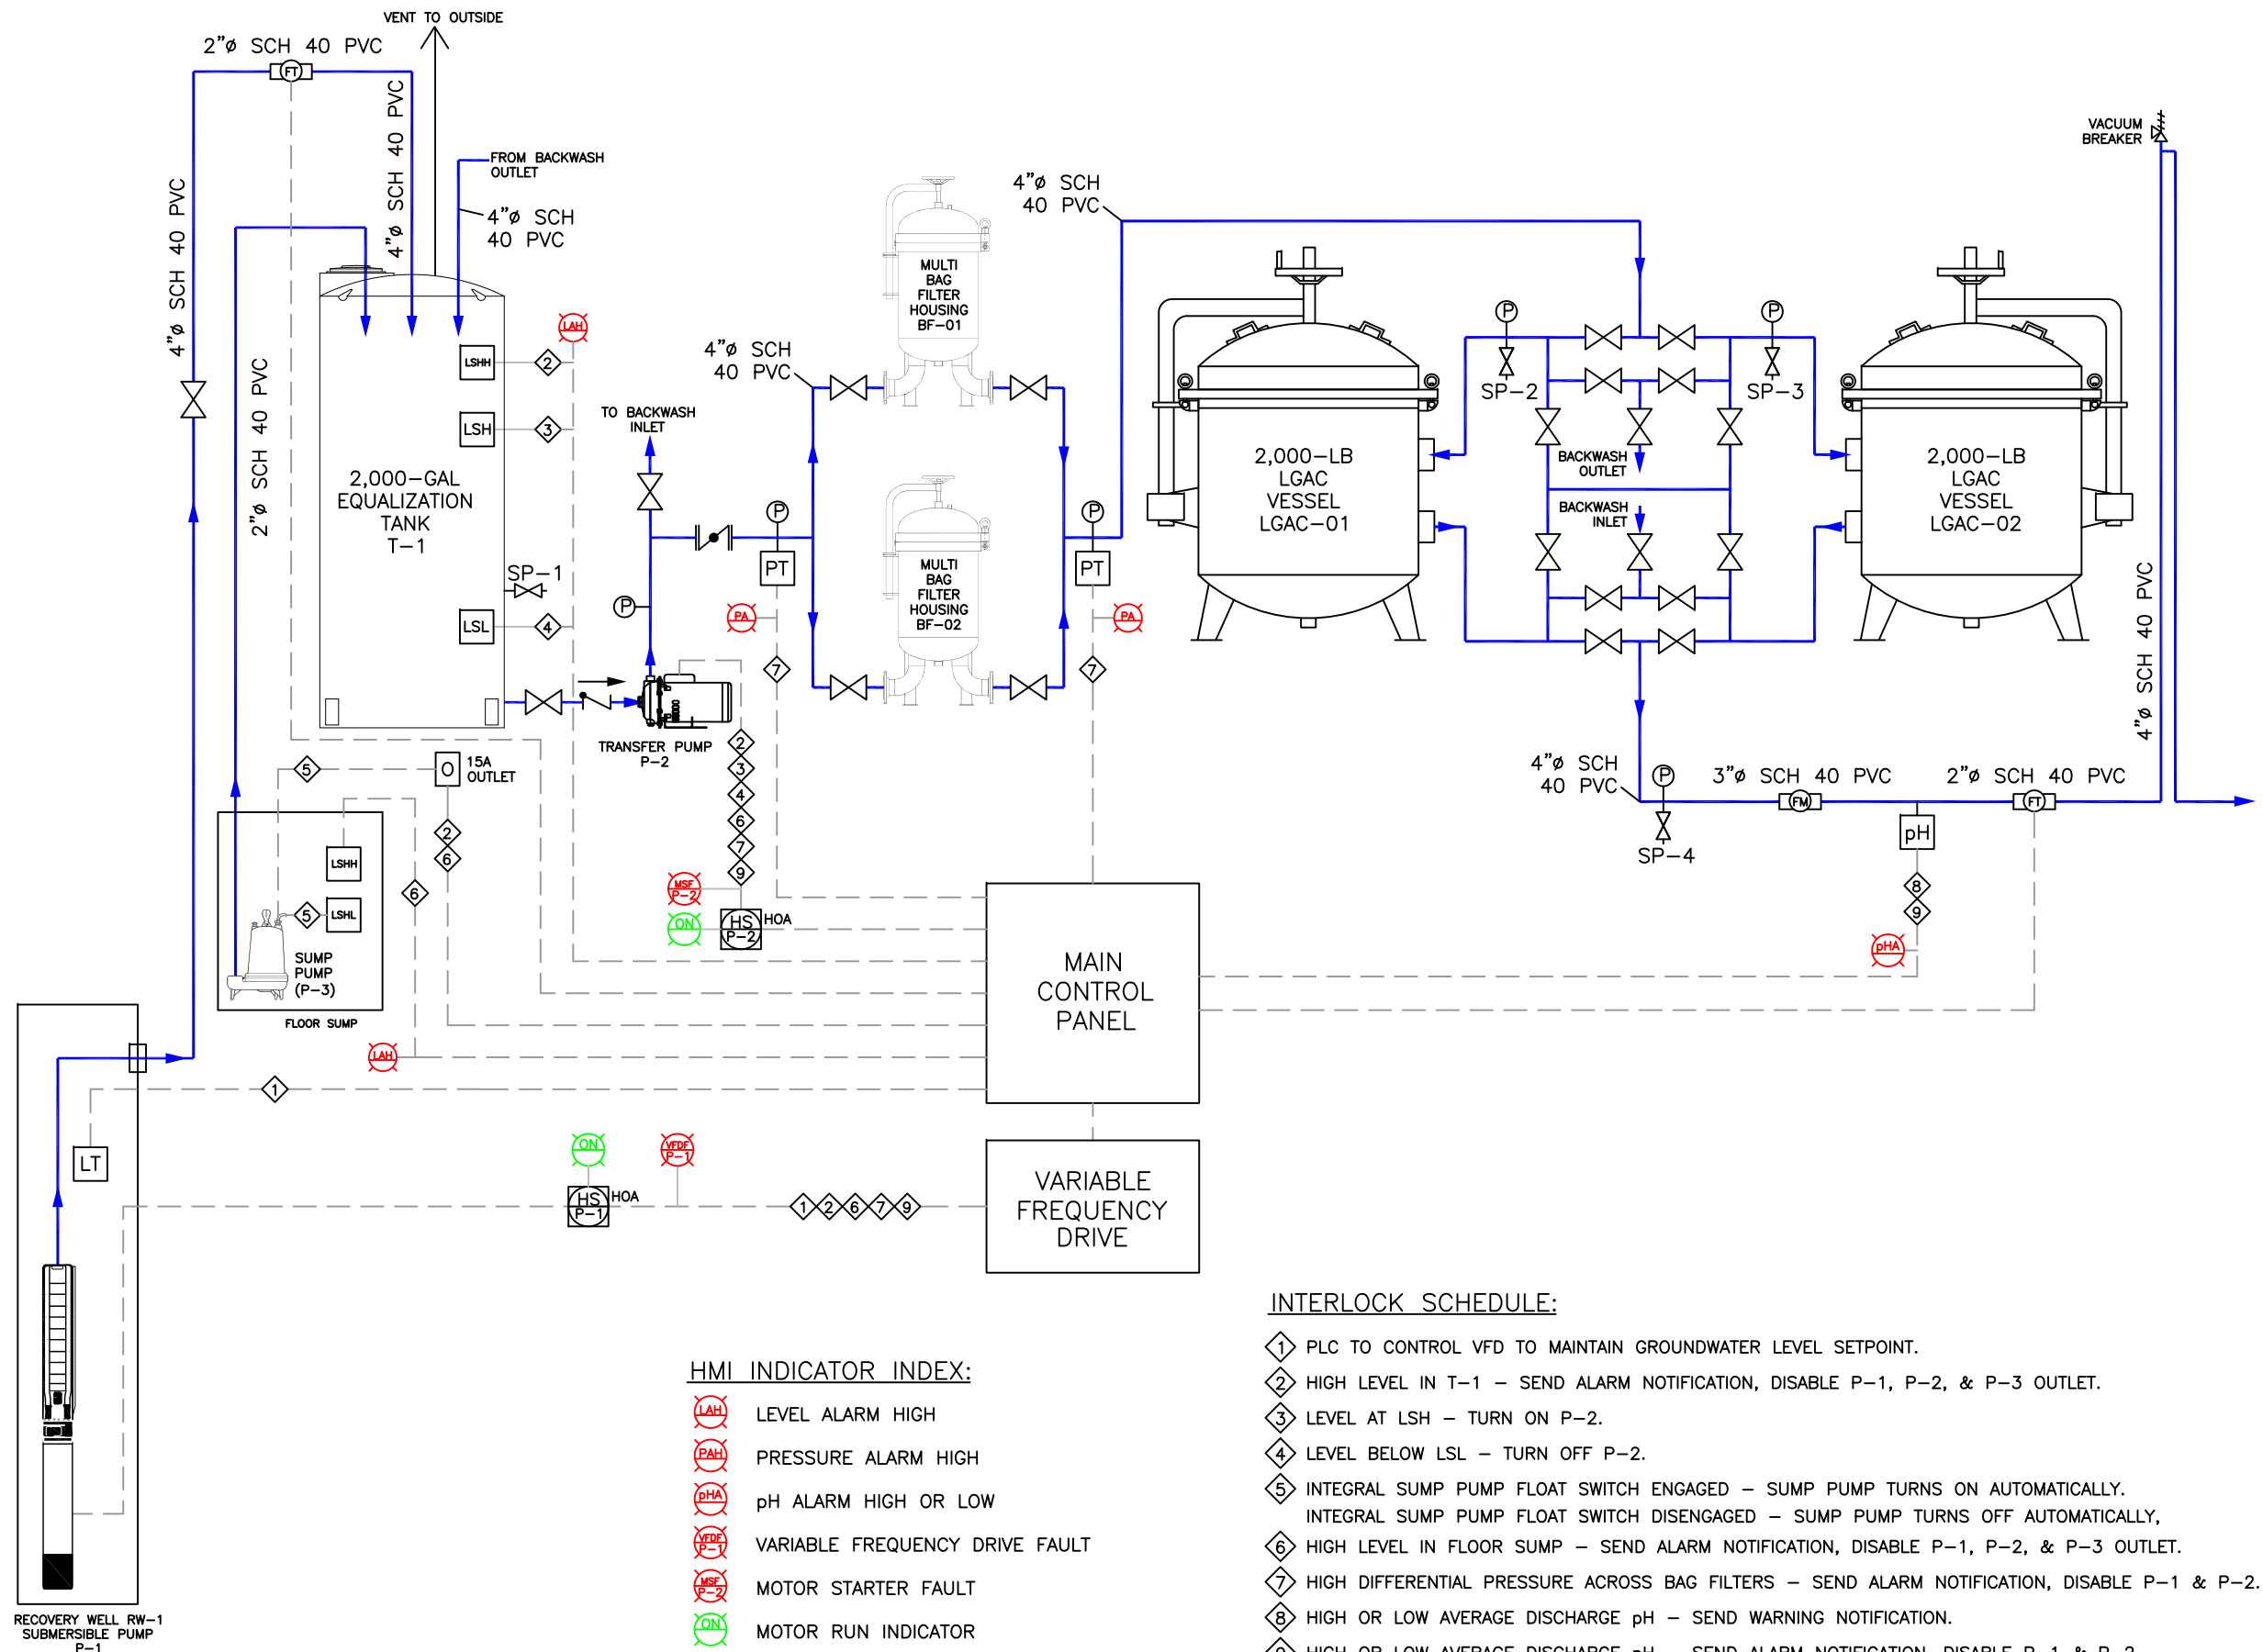 VENT TO OUTSIDE
2"ø SCH 40 PVC
FT
4"ø SCH 40 PVC
4"ø SCH 40 PVC
2"ø SCH 40 PVC
FROM BACKWASH
OUTLET
4"ø SCH
40 PVC
LAH
LSHH
2
LSH
3
2,000-GAL
EQUALIZATION
TANK
T-1
SP-1
LSL
4
TO BACKWASH
INLET
P
TRANSFER PUMP
P-2
4"ø SCH
40 PVC
P
PT
PA
7
MULTI
BAG
FILTER
HOUSING
BF-01
MULTI
BAG
FILTER
HOUSING
BF-02
P
PT
PA
7
4"ø SCH
40 PVC
2,000-LB
LGAC
VESSEL
LGAC-01
P
SP-2
P
SP-3
BACKWASH
OUTLET
BACKWASH
INLET
2,000-LB
LGAC
VESSEL
LGAC-02
VACUUM
BREAKER
4"ø SCH 40 PVC
4"ø SCH
40 PVC
P
SP-4
3"ø SCH 40 PVC
FM
2"ø SCH 40 PVC
FT
pH
8
9
pHA
5
O
15A
OUTLET
2
6
LSHH
6
5
LSHL
SUMP
PUMP
(P-3)
FLOOR SUMP
LAH
2
3
4
6
7
9
MSF
P-2
ON
HS
P-2
HOA
MAIN
CONTROL
PANEL
1
LT
ON
VFDF
P-1
HS
P-1
HOA
1 2 6 7 9
VARIABLE
FREQUENCY
DRIVE
RECOVERY WELL RW-1
SUBMERSIBLE PUMP
P-1
HMI INDICATOR INDEX:
LAH LEVEL ALARM HIGH
PAH PRESSURE ALARM HIGH
pHA pH ALARM HIGH OR LOW
VFDF P-1 VARIABLE FREQUENCY DRIVE FAULT
MSF P-2 MOTOR STARTER FAULT
ON MOTOR RUN INDICATOR
INTERLOCK SCHEDULE:
1 PLC TO CONTROL VFD TO MAINTAIN GROUNDWATER LEVEL SETPOINT.
2 HIGH LEVEL IN T-1 - SEND ALARM NOTIFICATION, DISABLE P-1, P-2, & P-3 OUTLET.
3 LEVEL AT LSH - TURN ON P-2.
4 LEVEL BELOW LSL - TURN OFF P-2.
5 INTEGRAL SUMP PUMP FLOAT SWITCH ENGAGED - SUMP PUMP TURNS ON AUTOMATICALLY.
INTEGRAL SUMP PUMP FLOAT SWITCH DISENGAGED - SUMP PUMP TURNS OFF AUTOMATICALLY,
6 HIGH LEVEL IN FLOOR SUMP - SEND ALARM NOTIFICATION, DISABLE P-1, P-2, & P-3 OUTLET.
7 HIGH DIFFERENTIAL PRESSURE ACROSS BAG FILTERS - SEND ALARM NOTIFICATION, DISABLE P-1 & P-2.
8 HIGH OR LOW AVERAGE DISCHARGE pH - SEND WARNING NOTIFICATION.
9 HIGH OR LOW AVERAGE DISCHARGE pH - SEND ALARM NOTIFICATION, DISABLE P-1 & P-2